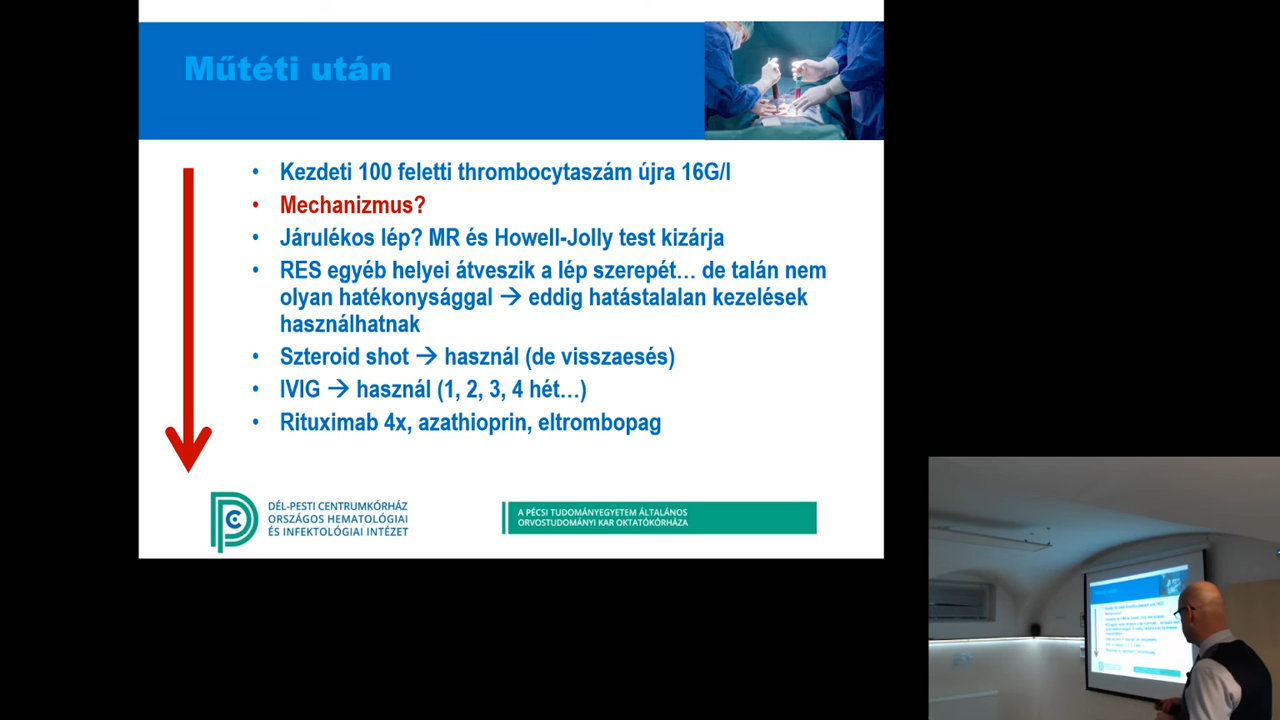 Műtéti után
• Kezdeti 100 feletti thrombocytaszám újra 16G/l
• Mechanizmus?
• Járulékos lép? MR és Howell-Jolly test kizárja
• RES egyéb helyei átveszik a lép szerepét… de talán nem
olyan hatékonysággal → eddig hatástalalan kezelések
használhatnak
• Szteroid shot → használ (de visszaesés)
• IVIG → használ (1, 2, 3, 4 hét…)
• Rituximab 4x, azathioprin, eltrombopag
DÉL-PESTI CENTRUMKÓRHÁZ
ORSZÁGOS HEMATOLÓGIAI
ÉS INFEKTOLÓGIAI INTÉZET
A PÉCSI TUDOMÁNYEGYETEM ÁLTALÁNOS
ORVOSTUDOMÁNYI KAR OKTATÓKÓRHÁZA